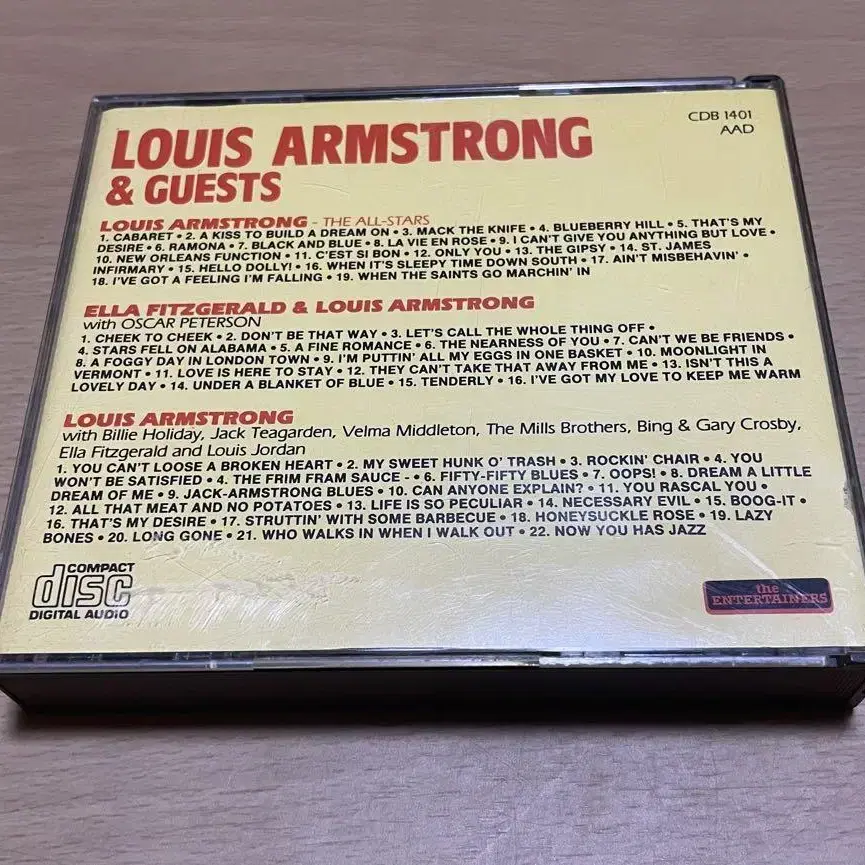 LOUIS ARMSTRONG
& GUESTS
CDB 1401
AAD
LOUIS ARMSTRONG - THE ALL-STARS
1. CABARET • 2. A KISS TO BUILD A DREAM ON • 3. MACK THE KNIFE • 4. BLUEBERRY HILL • 5. THAT'S MY
DESIRE • 6. RAMONA • 7. BLACK AND BLUE • 8. LA VIE EN ROSE • 9. I CAN'T GIVE YOU ANYTHING BUT LOVE •
10. NEW ORLEANS FUNCTION • 11. C'EST SI BON • 12. ONLY YOU • 13. THE GIPSY • 14. ST. JAMES
INFIRMARY • 15. HELLO DOLLY! • 16. WHEN IT'S SLEEPY TIME DOWN SOUTH • 17. AIN'T MISBEHAVIN' •
18. I'VE GOT A FEELING I'M FALLING • 19. WHEN THE SAINTS GO MARCHIN' IN
ELLA FITZGERALD & LOUIS ARMSTRONG
with OSCAR PETERSON
1. CHEEK TO CHEEK • 2. DON'T BE THAT WAY • 3. LET'S CALL THE WHOLE THING OFF •
4. STARS FELL ON ALABAMA • 5. A FINE ROMANCE • 6. THE NEARNESS OF YOU • 7. CAN'T WE BE FRIENDS •
8. A FOGGY DAY IN LONDON TOWN • 9. I'M PUTTIN' ALL MY EGGS IN ONE BASKET • 10. MOONLIGHT IN
VERMONT • 11. LOVE IS HERE TO STAY • 12. THEY CAN'T TAKE THAT AWAY FROM ME • 13. ISN'T THIS A
LOVELY DAY • 14. UNDER A BLANKET OF BLUE • 15. TENDERLY • 16. I'VE GOT MY LOVE TO KEEP ME WARM
LOUIS ARMSTRONG
with Billie Holiday, Jack Teagarden, Velma Middleton, The Mills Brothers, Bing & Gary Crosby,
Ella Fitzgerald and Louis Jordan
1. YOU CAN'T LOOSE A BROKEN HEART • 2. MY SWEET HUNK O' TRASH • 3. ROCKIN' CHAIR • 4. YOU
WON'T BE SATISFIED • 4. THE FRIM FRAM SAUCE - • 6. FIFTY-FIFTY BLUES • 7. OOPS! • 8. DREAM A LITTLE
DREAM OF ME • 9. JACK-ARMSTRONG BLUES • 10. CAN ANYONE EXPLAIN? • 11. YOU RASCAL YOU •
12. ALL THAT MEAT AND NO POTATOES • 13. LIFE IS SO PECULIAR • 14. NECESSARY EVIL • 15. BOOG-IT •
16. THAT'S MY DESIRE • 17. STRUTTIN' WITH SOME BARBECUE • 18. HONEYSUCKLE ROSE • 19. LAZY
BONES • 20. LONG GONE • 21. WHO WALKS IN WHEN I WALK OUT • 22. NOW YOU HAS JAZZ
COMPACT
disc
DIGITAL AUDIO
the
ENTERTAINERS